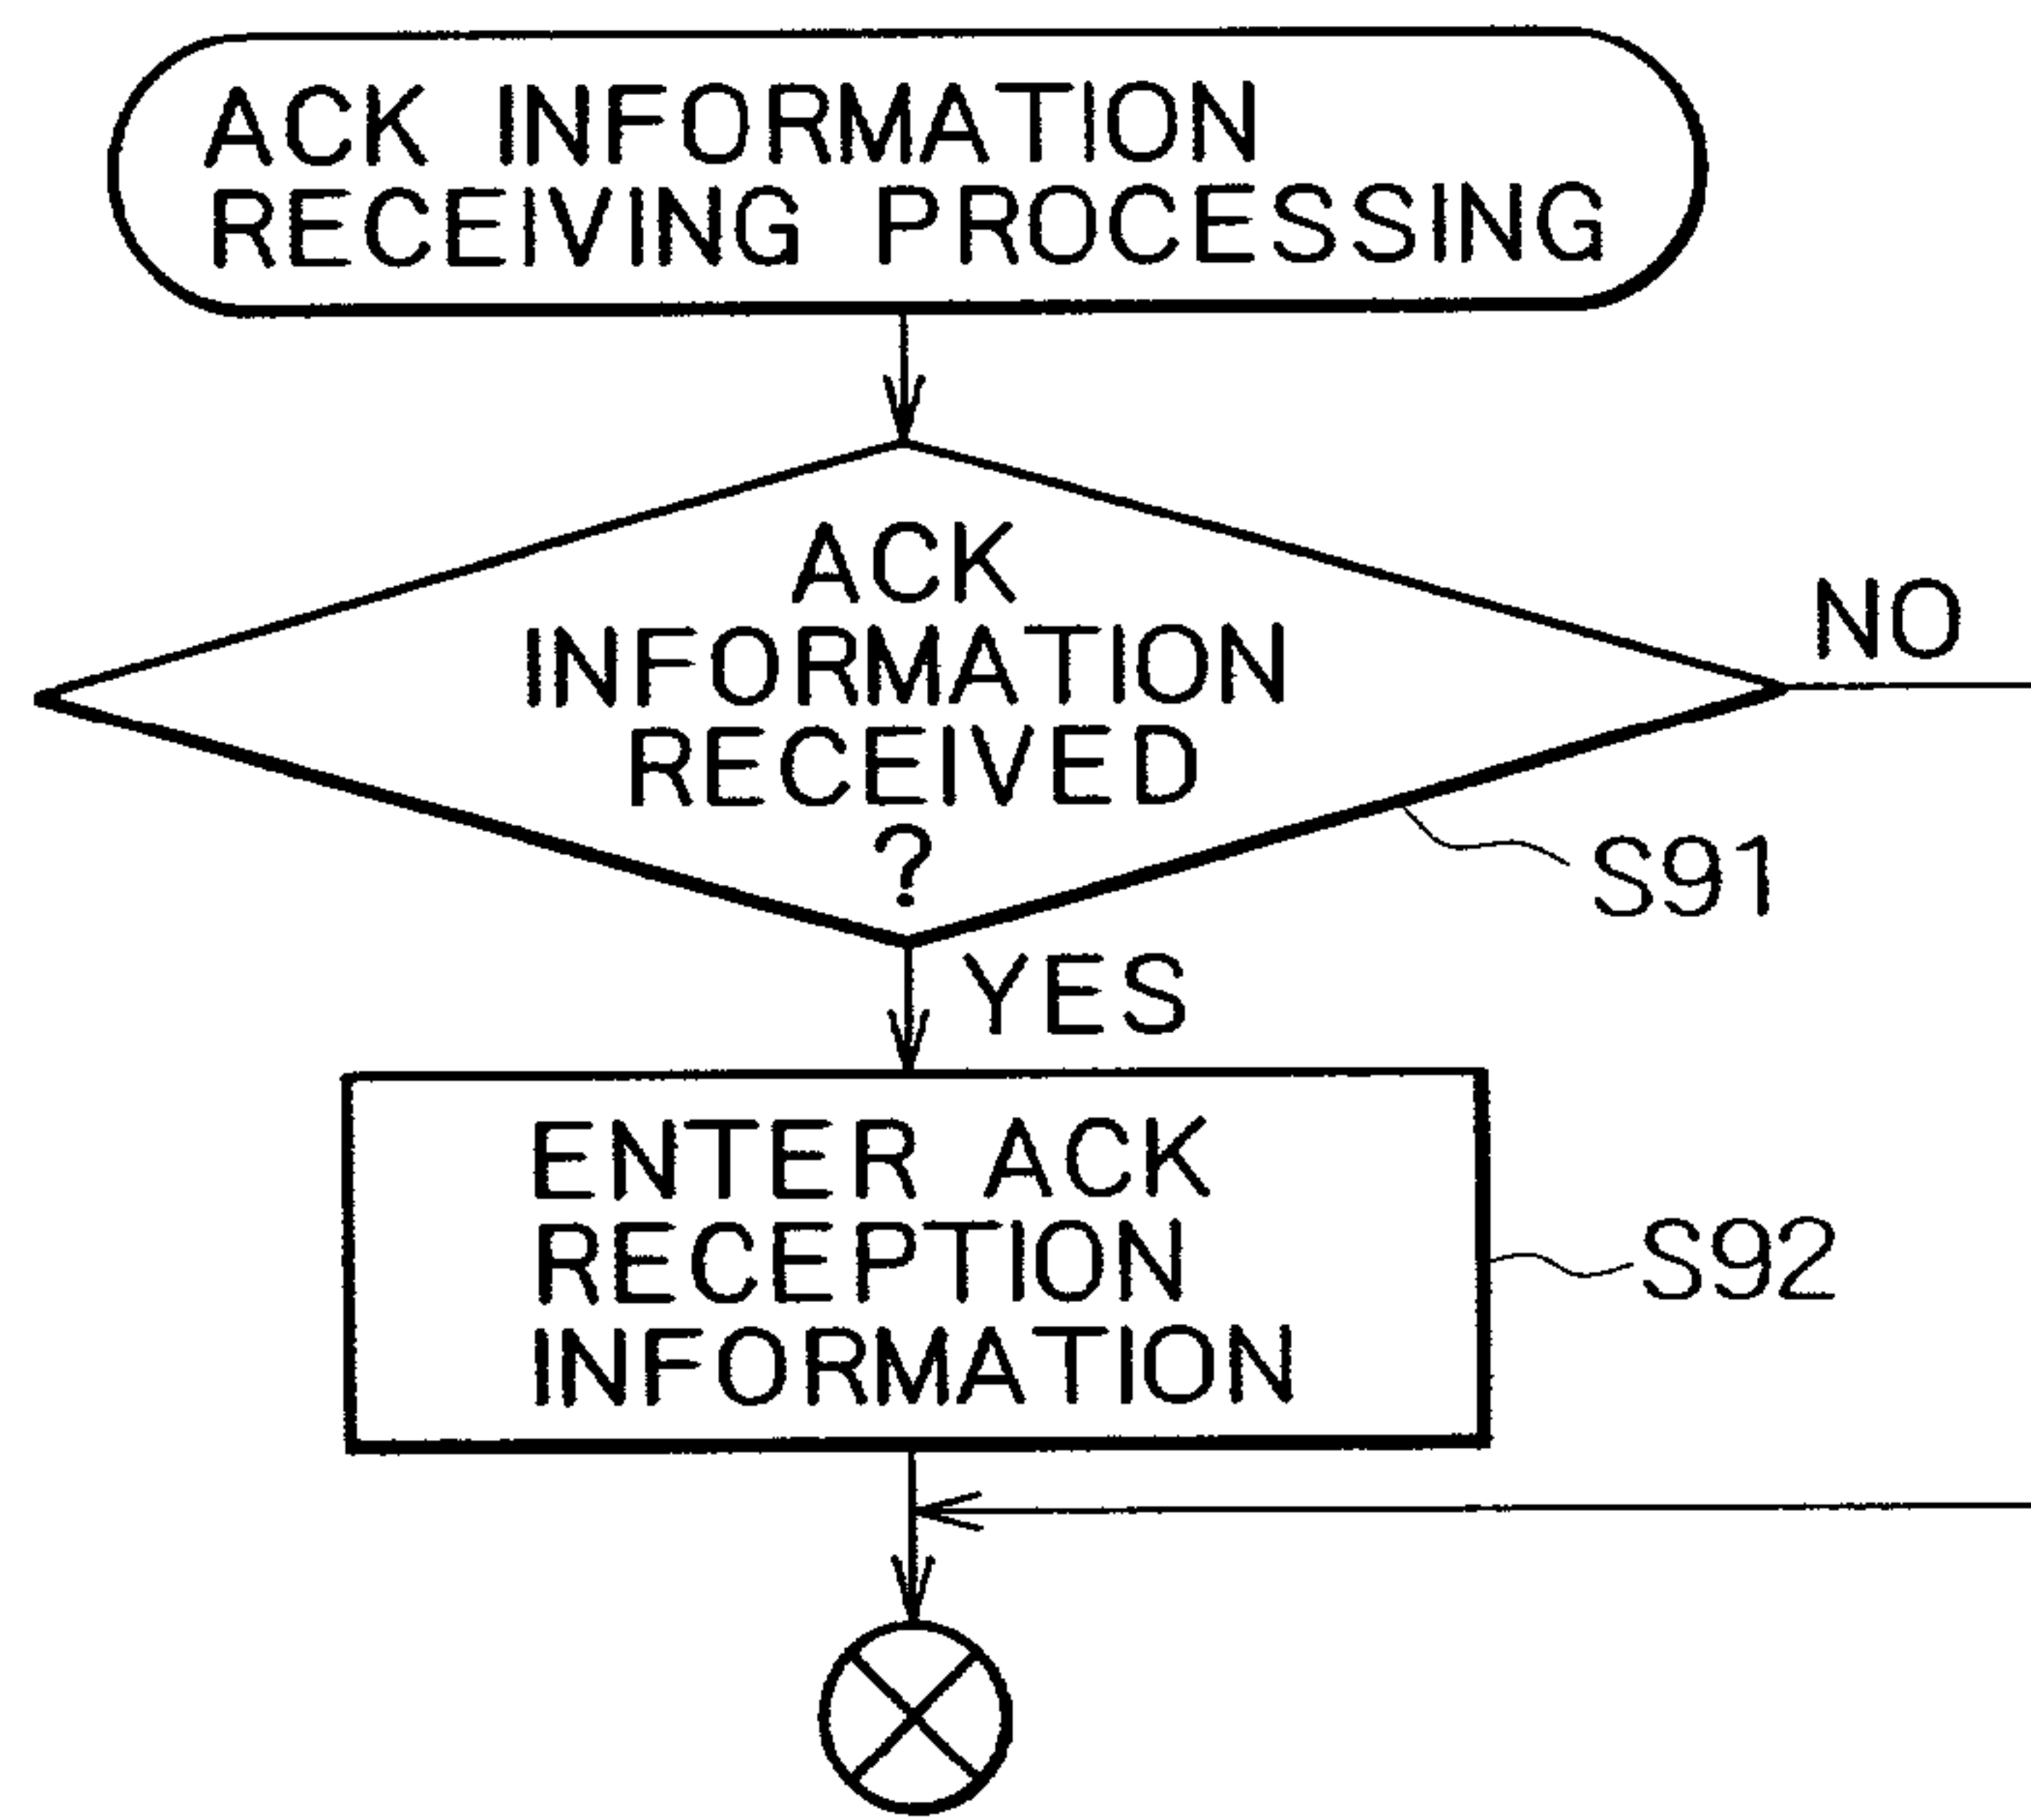 ACK INFORMATION
RECEIVING PROCESSING
ACK
INFORMATION
RECEIVED
?
NO
S91
YES
ENTER ACK
RECEPTION
INFORMATION
S92